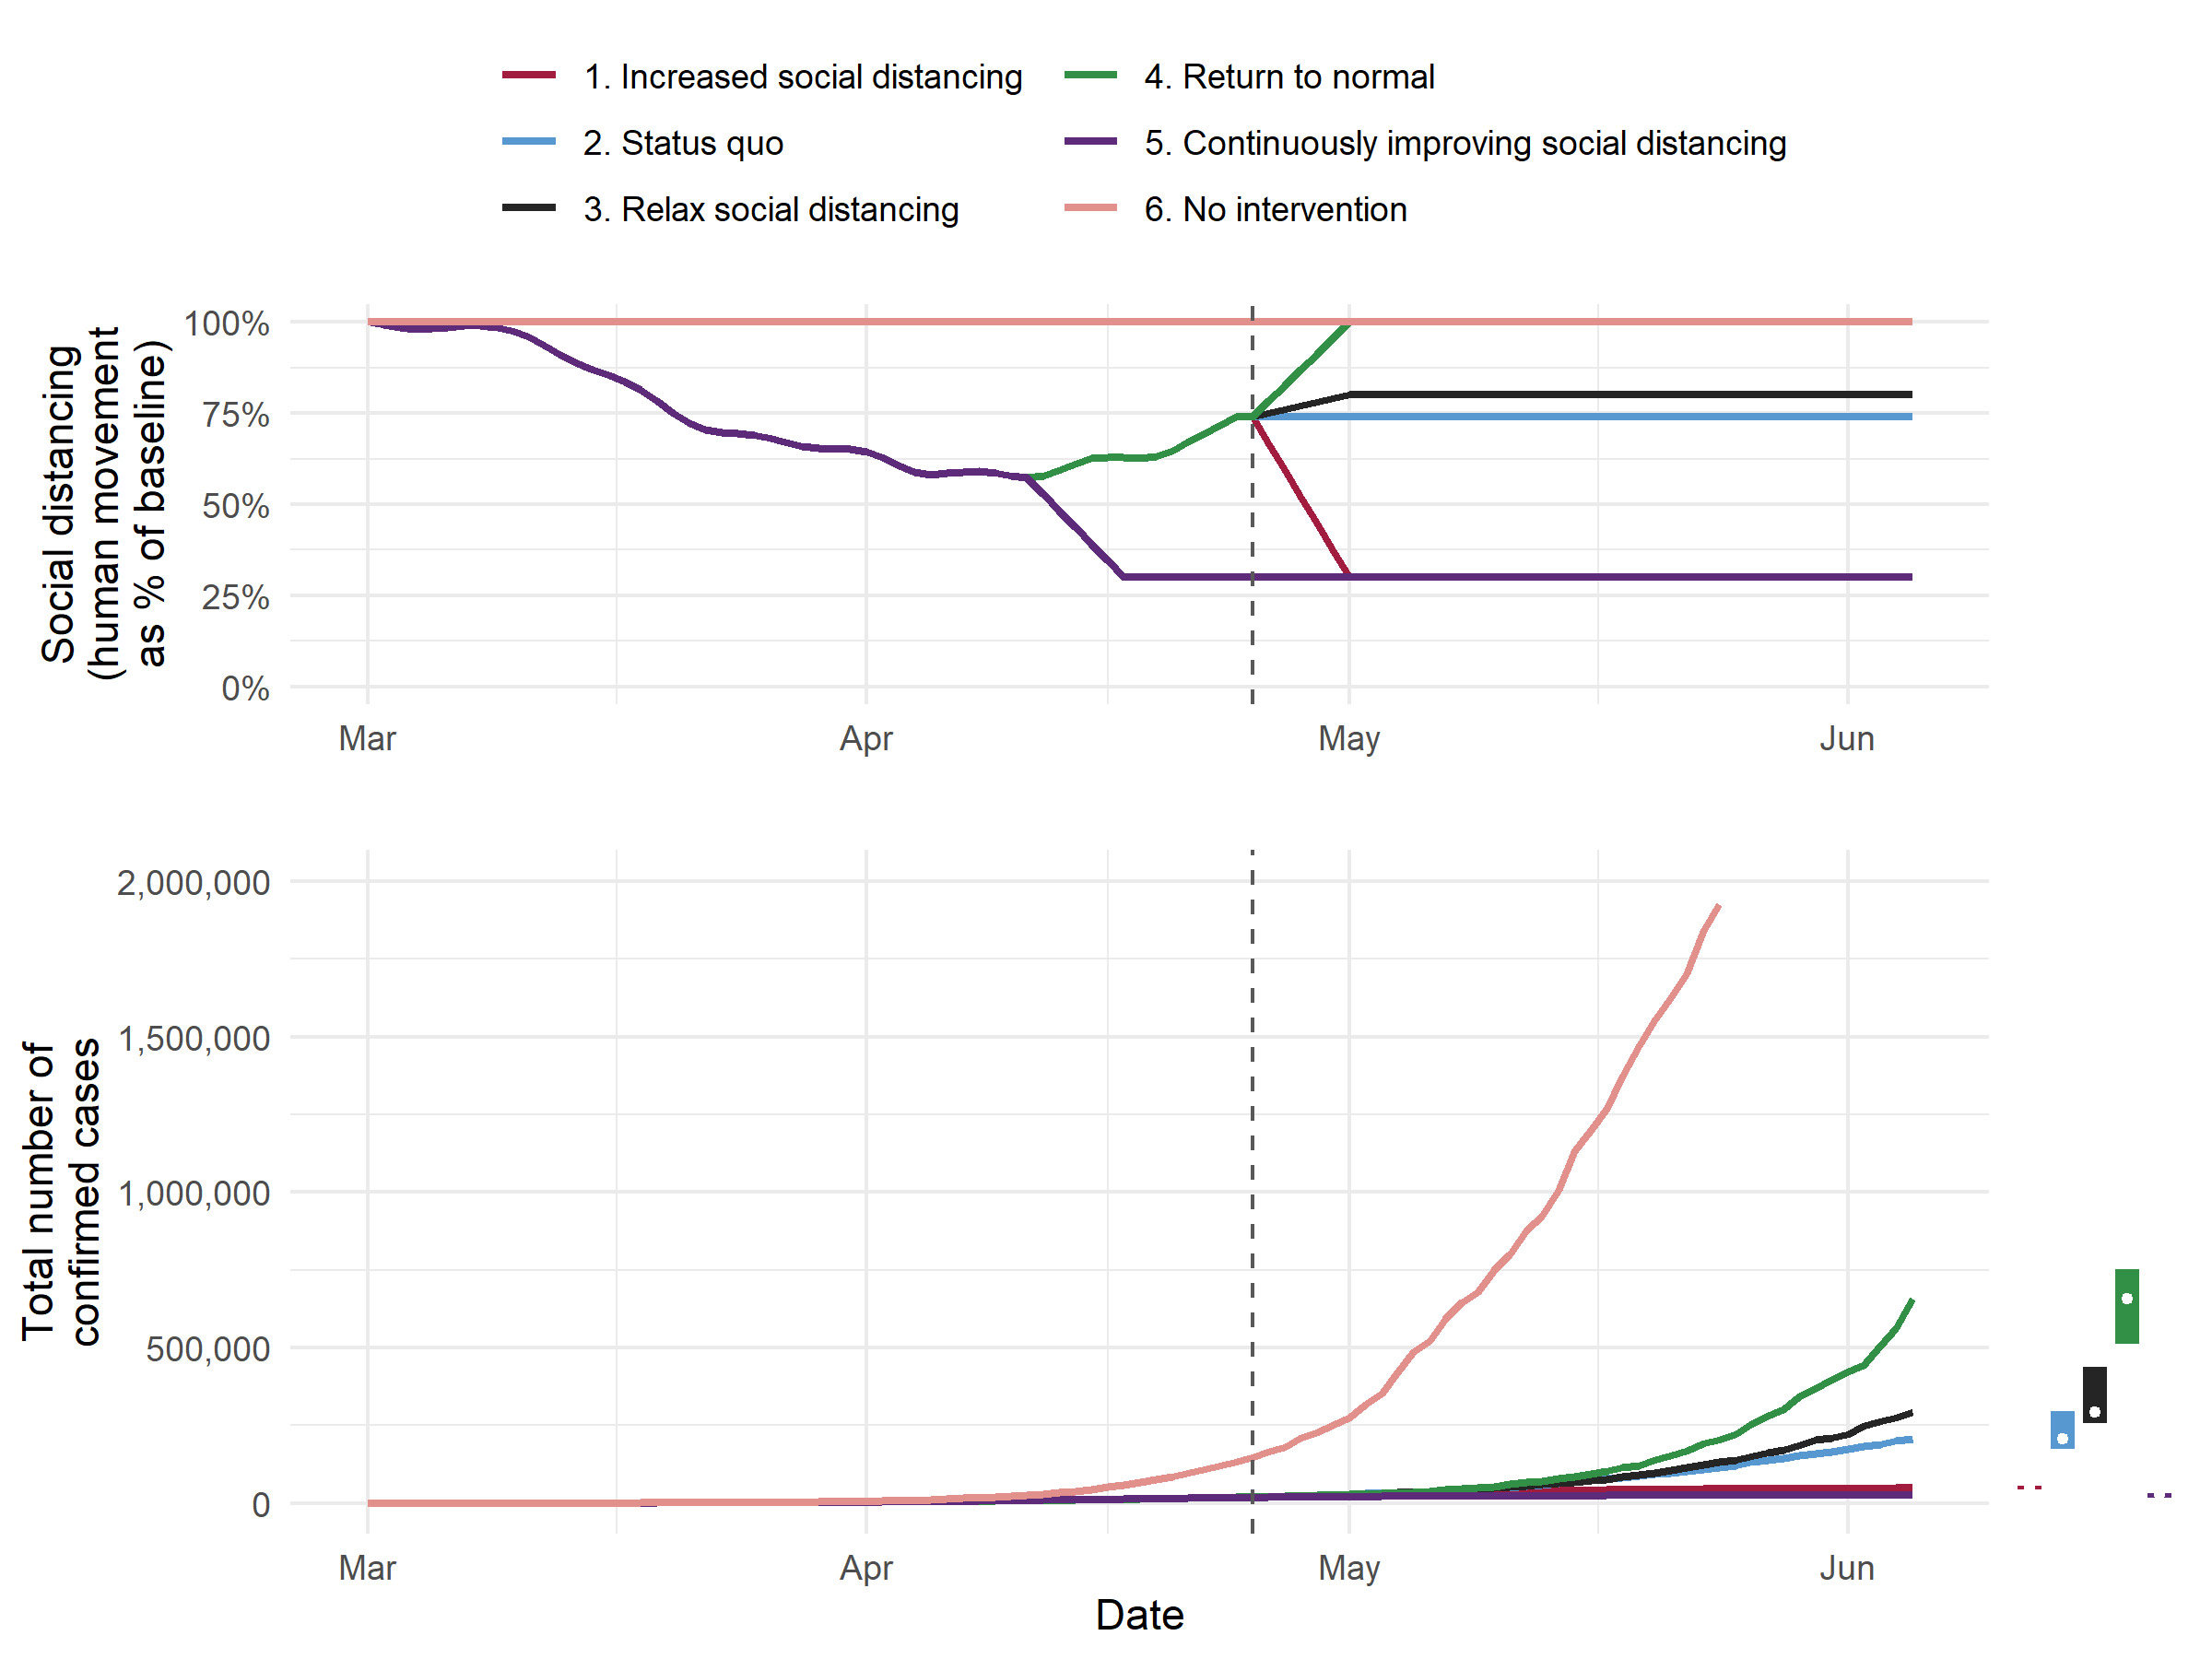 1. Increased social distancing
4. Return to normal
2. Status quo
5. Continuously improving social distancing
3. Relax social distancing
6. No intervention
Social distancing
(human movement
as % of baseline)
100%
75%
50%
25%
0%
Mar
Apr
May
Jun
Total number of
confirmed cases
2,000,000
1,500,000
1,000,000
500,000
0
Mar
Apr
May
Jun
Date